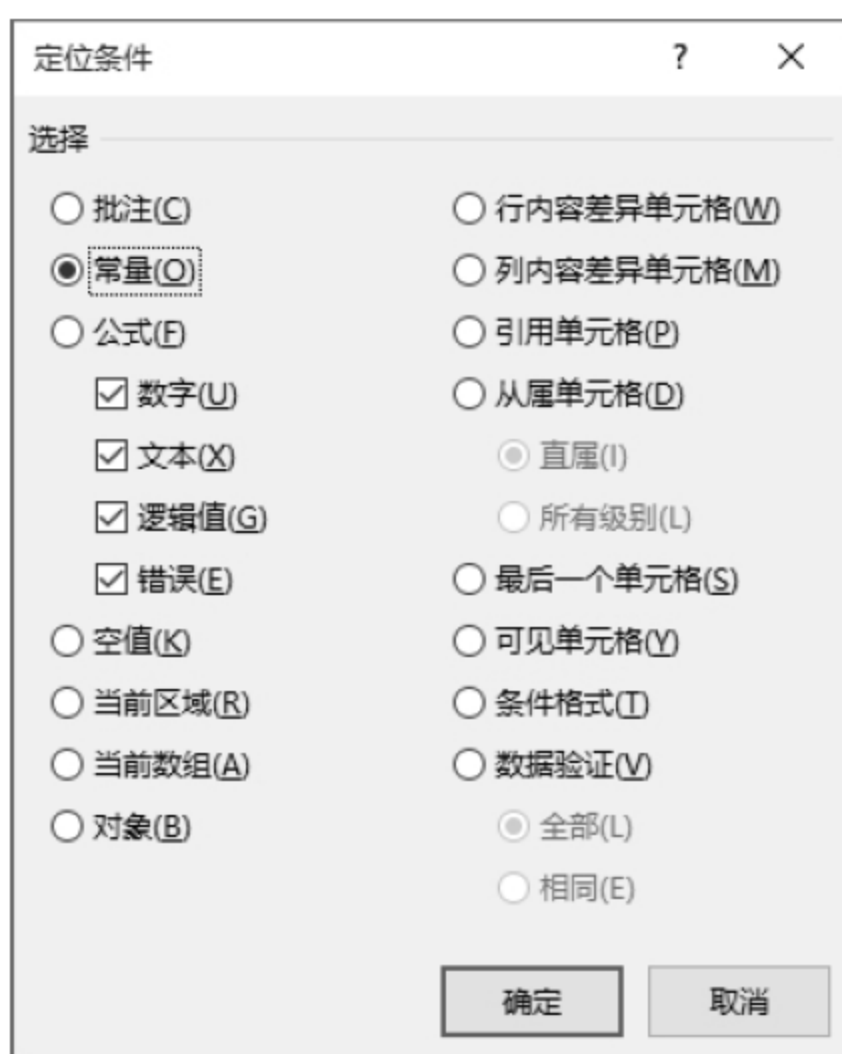 定位条件 ?
选择
批注(C)
常量(O)
公式(F)
数字(U)
文本(X)
逻辑值(G)
错误(E)
空值(K)
当前区域(R)
当前数组(A)
对象(B)
行内容差异单元格(W)
列内容差异单元格(M)
引用单元格(P)
从属单元格(D)
直属(I)
所有级别(L)
最后一个单元格(S)
可见单元格(Y)
条件格式(T)
数据验证(V)
全部(L)
相同(E)
确定
取消